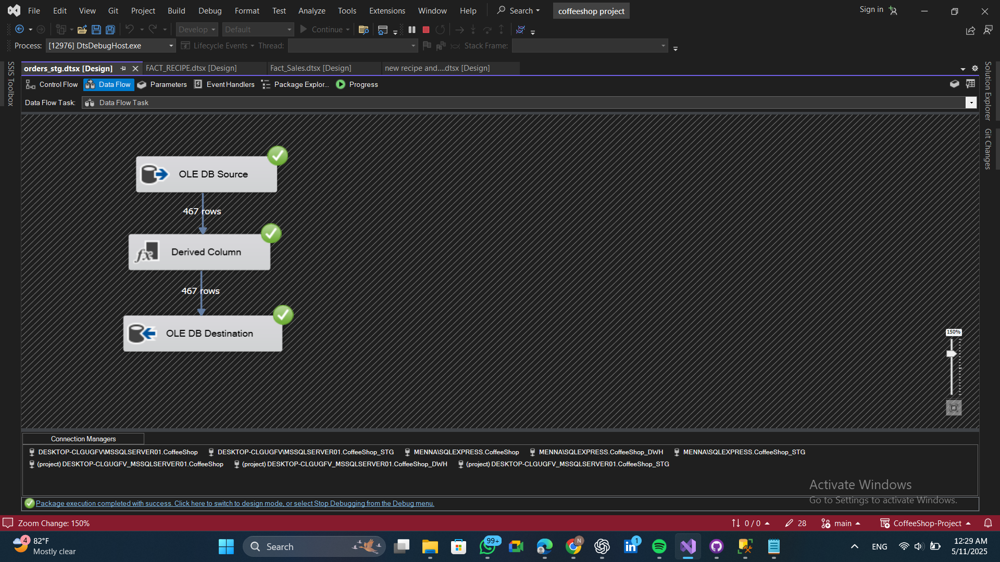 File Edit View Git Project Build Debug Format Test Analyze Tools Extensions Window Help Search coffeeshop project Sign in
Develop Default Continue
Process: [12976] DtsDebugHost.exe Lifecycle Events Thread: Stack Frame:
SSIS Toolbox
orders_stg.dtsx [Design] FACT_RECIPE.dtsx [Design] Fact_Sales.dtsx [Design] new recipe and....dtsx [Design]
Control Flow Data Flow Parameters Event Handlers Package Explor... Progress
Data Flow Task: Data Flow Task
Solution Explorer
Git Changes
OLE DB Source
467 rows
Derived Column
467 rows
OLE DB Destination
150%
Connection Managers
DESKTOP-CLGUGFV\MSSQLSERVER01.CoffeeShop DESKTOP-CLGUGFV\MSSQLSERVER01.CoffeeShop_STG MENNA\SQLEXPRESS.CoffeeShop MENNA\SQLEXPRESS.CoffeeShop_DWH MENNA\SQLEXPRESS.CoffeeShop_STG
(project) DESKTOP-CLGUGFV_MSSQLSERVER01.CoffeeShop (project) DESKTOP-CLGUGFV_MSSQLSERVER01.CoffeeShop_DWH (project) DESKTOP-CLGUGFV_MSSQLSERVER01.CoffeeShop_STG
Activate Windows
Go to Settings to activate Windows.
Package execution completed with success. Click here to switch to design mode, or select Stop Debugging from the Debug menu.
Zoom Change: 150% 0 / 0 28 main CoffeeShop-Project
4 82°F
Mostly clear
Search 99+ N 1 ENG
12:29 AM
5/11/2025